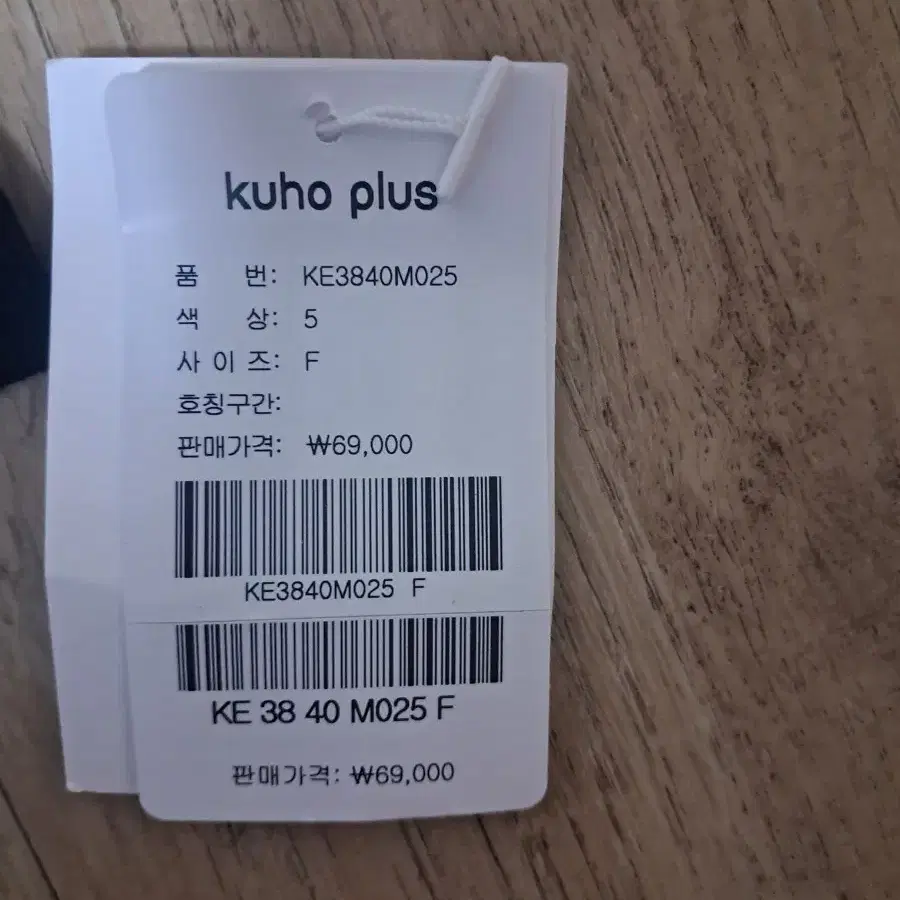 kuho plus
품 번: KE3840M025
색 상: 5
사 이 즈: F
호칭구간:
판매가격: ₩69,000
KE3840M025 F
KE 38 40 M025 F
판매가격: ₩69,000